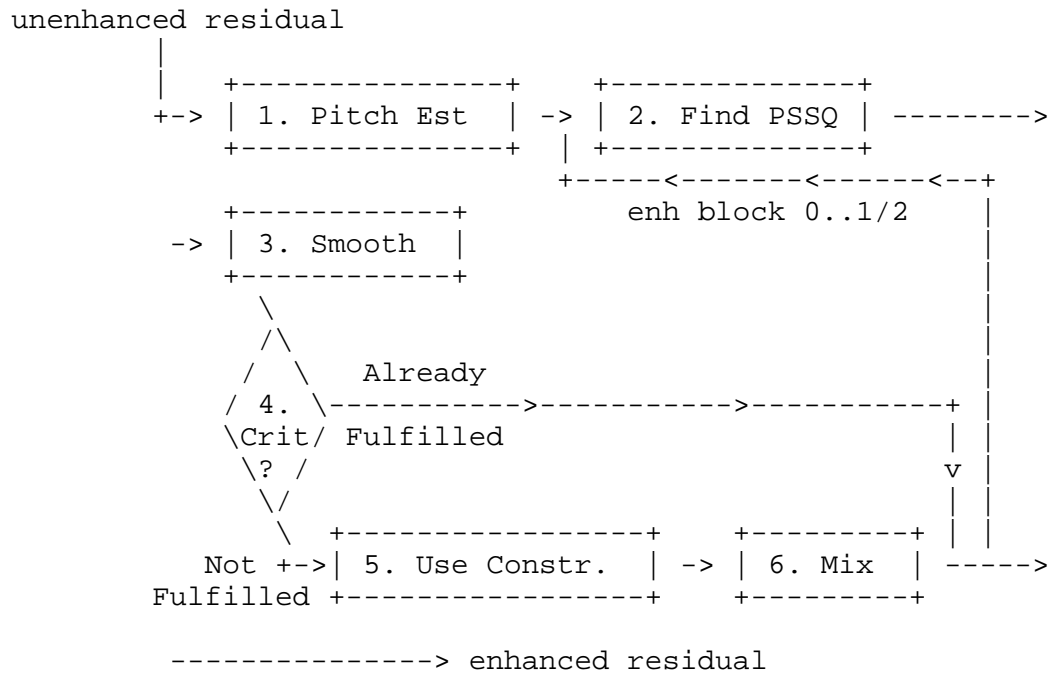 unenhanced residual
1. Pitch Est
2. Find PSSQ
enh block 0..1/2
3. Smooth
Already
4.
Crit Fulfilled
?
Not
5. Use Constr.
6. Mix
Fulfilled
enhanced residual